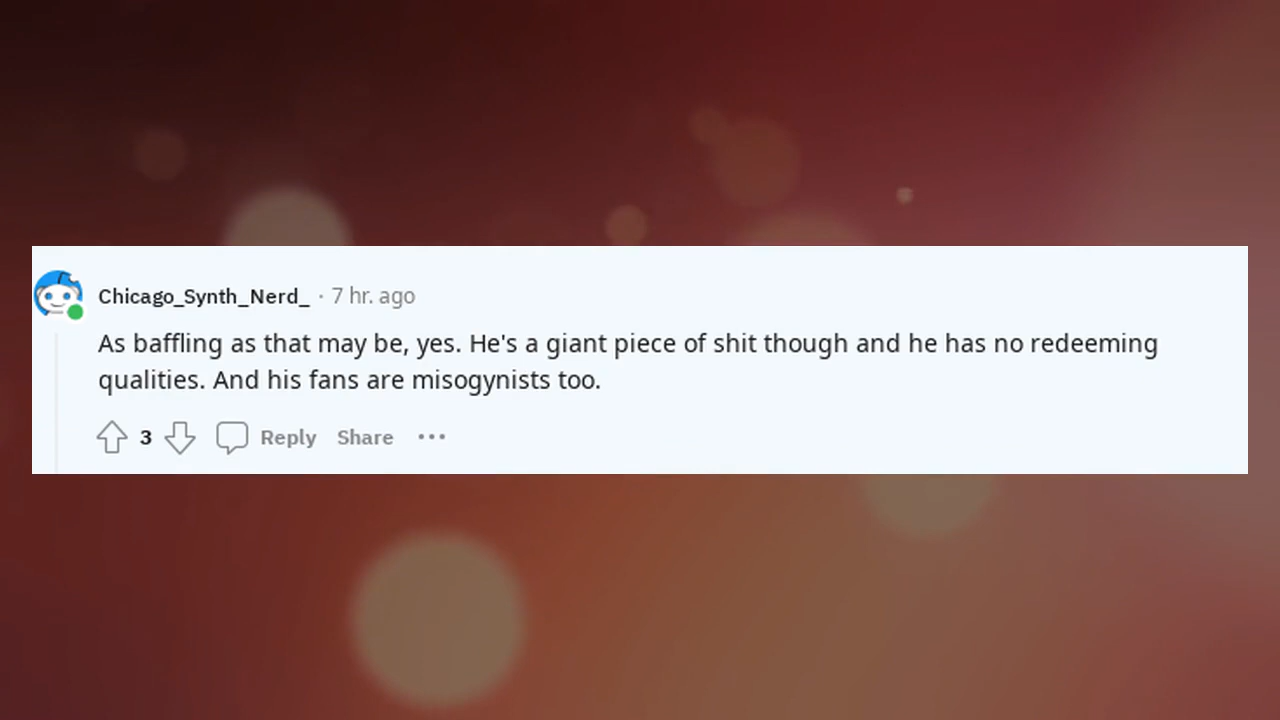 Chicago_Synth_Nerd_ · 7 hr. ago
As baffling as that may be, yes. He's a giant piece of shit though and he has no redeeming
qualities. And his fans are misogynists too.
3 Reply Share ···